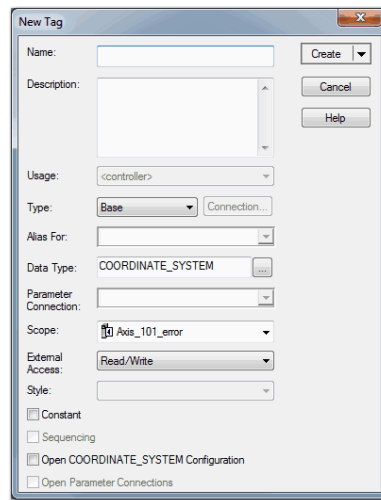 New Tag
Name:
Create
Description:
Cancel
Help
Usage:
<controller>
Type:
Base
Connection...
Alias For:
Data Type:
COORDINATE_SYSTEM
...
Parameter
Connection:
Scope:
Axis_101_error
External
Access:
Read/Write
Style:
Constant
Sequencing
Open COORDINATE_SYSTEM Configuration
Open Parameter Connections